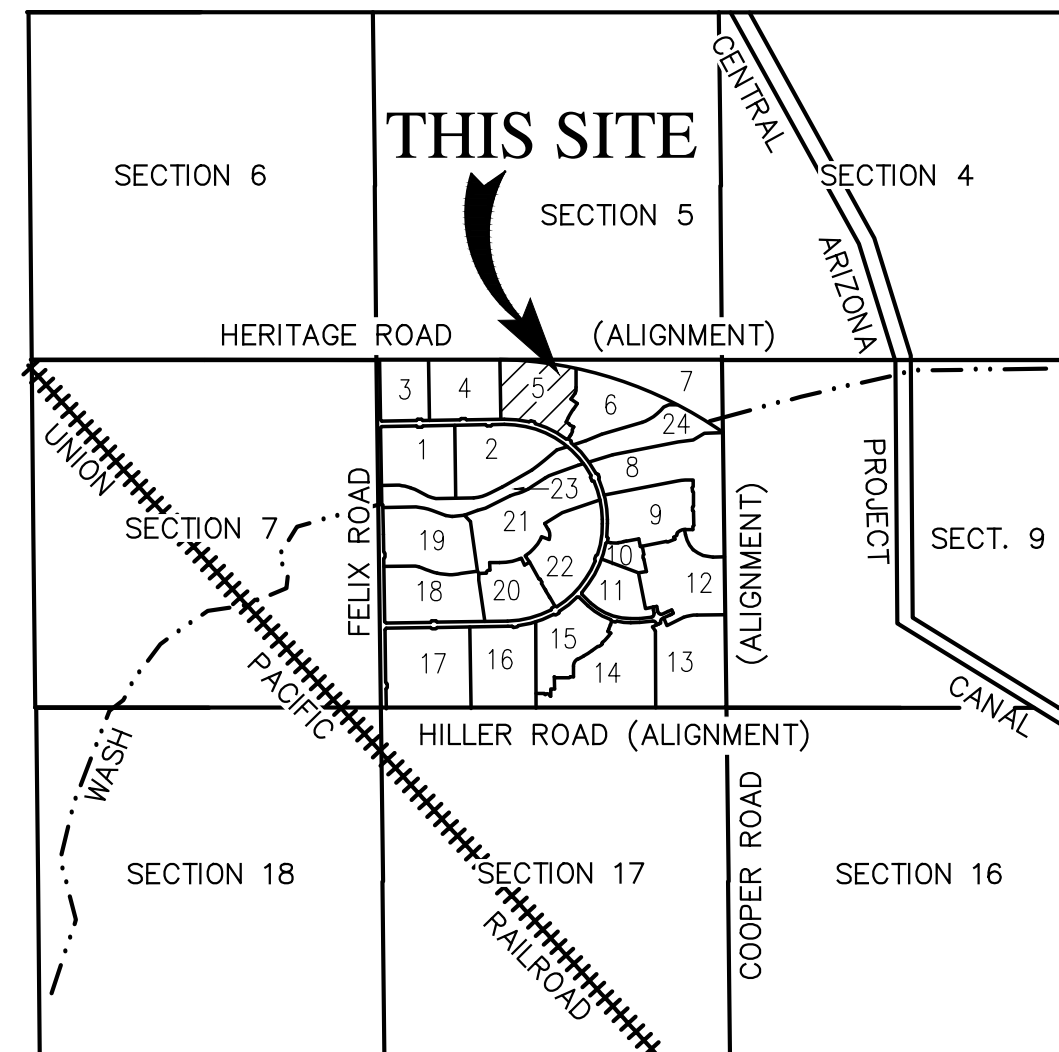 CENTRAL
THIS SITE
SECTION 6
SECTION 4
SECTION 5
ARIZONA
HERITAGE ROAD (ALIGNMENT)
3
4
5
6
7
24
1
2
8
23
UNION
SECTION 7
FELIX ROAD
19
21
9
10
22
18
20
11
12
(ALIGNMENT)
PROJECT
SECT. 9
15
17
16
14
13
PACIFIC
CANAL
HILLER ROAD (ALIGNMENT)
WASH
COOPER ROAD
SECTION 18
SECTION 17
SECTION 16
RAILROAD